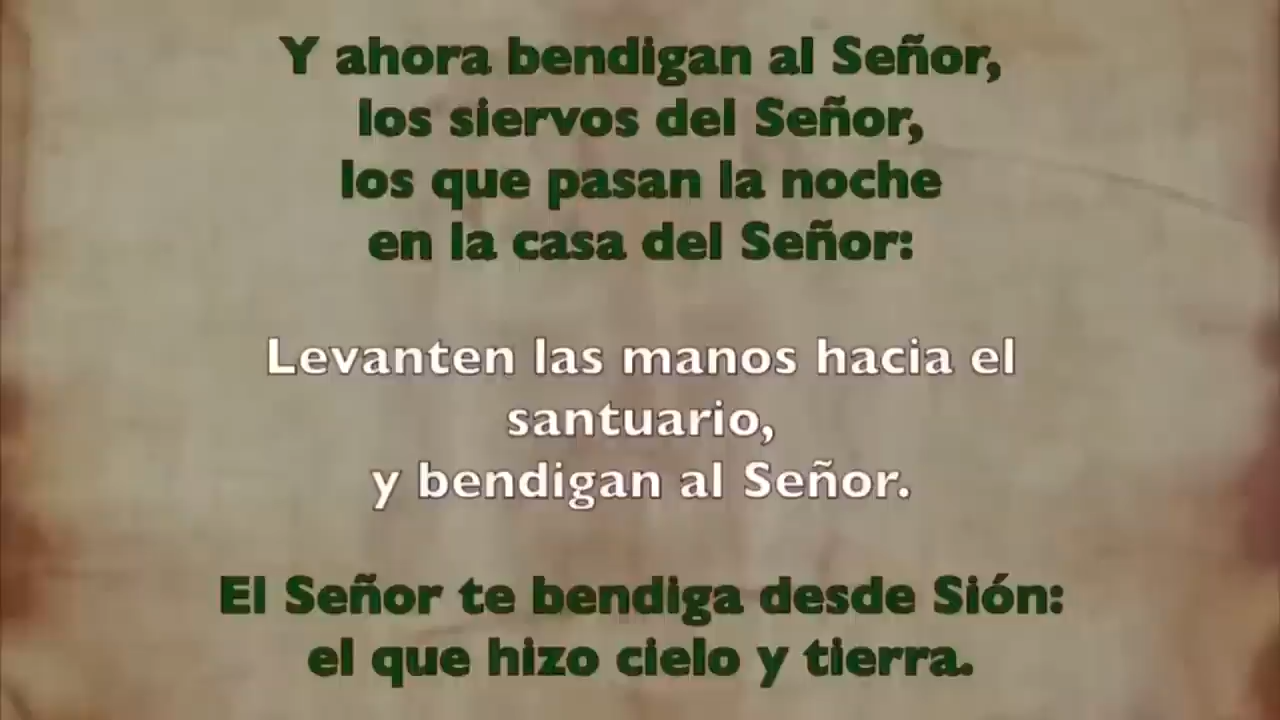 Y ahora bendigan al Señor,
los siervos del Señor,
los que pasan la noche
en la casa del Señor:
Levanten las manos hacia el
santuario,
y bendigan al Señor.
El Señor te bendiga desde Sión:
el que hizo cielo y tierra.